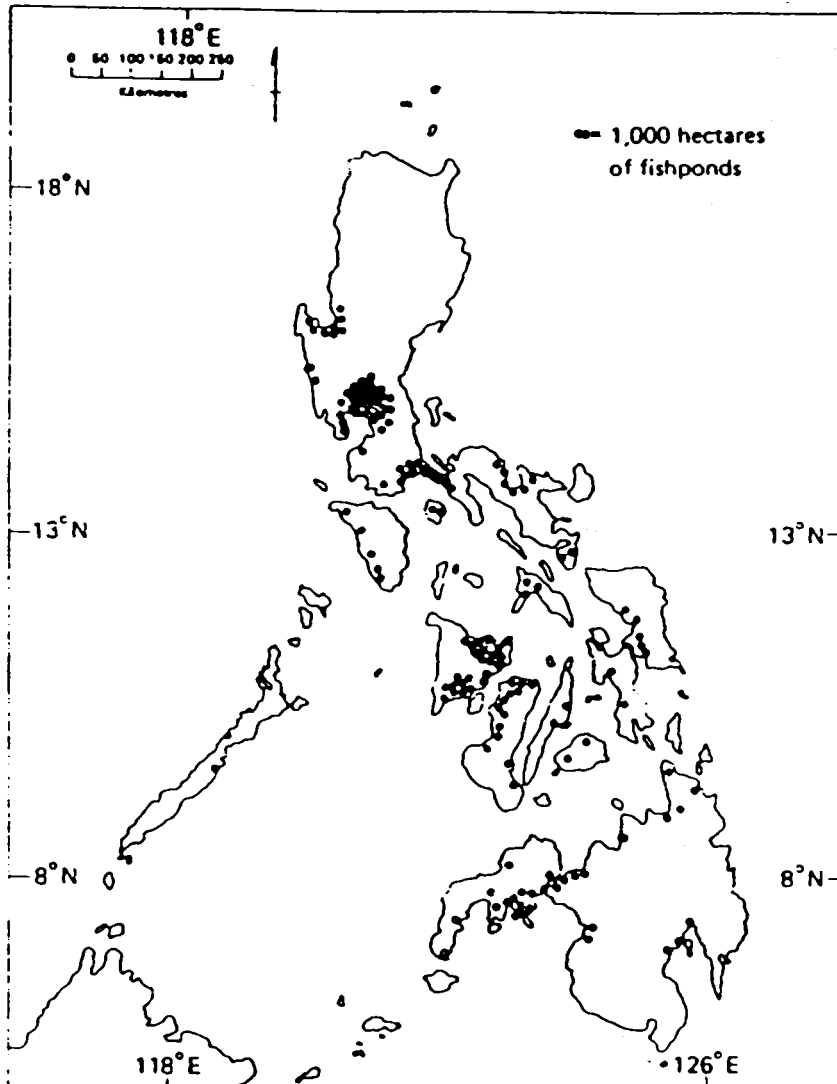 118°E
0 50 100 150 200 250
Kilometres
= 1,000 hectares
of fishponds
18°N
13°N
13°N
8°N
8°N
118°E
126°E